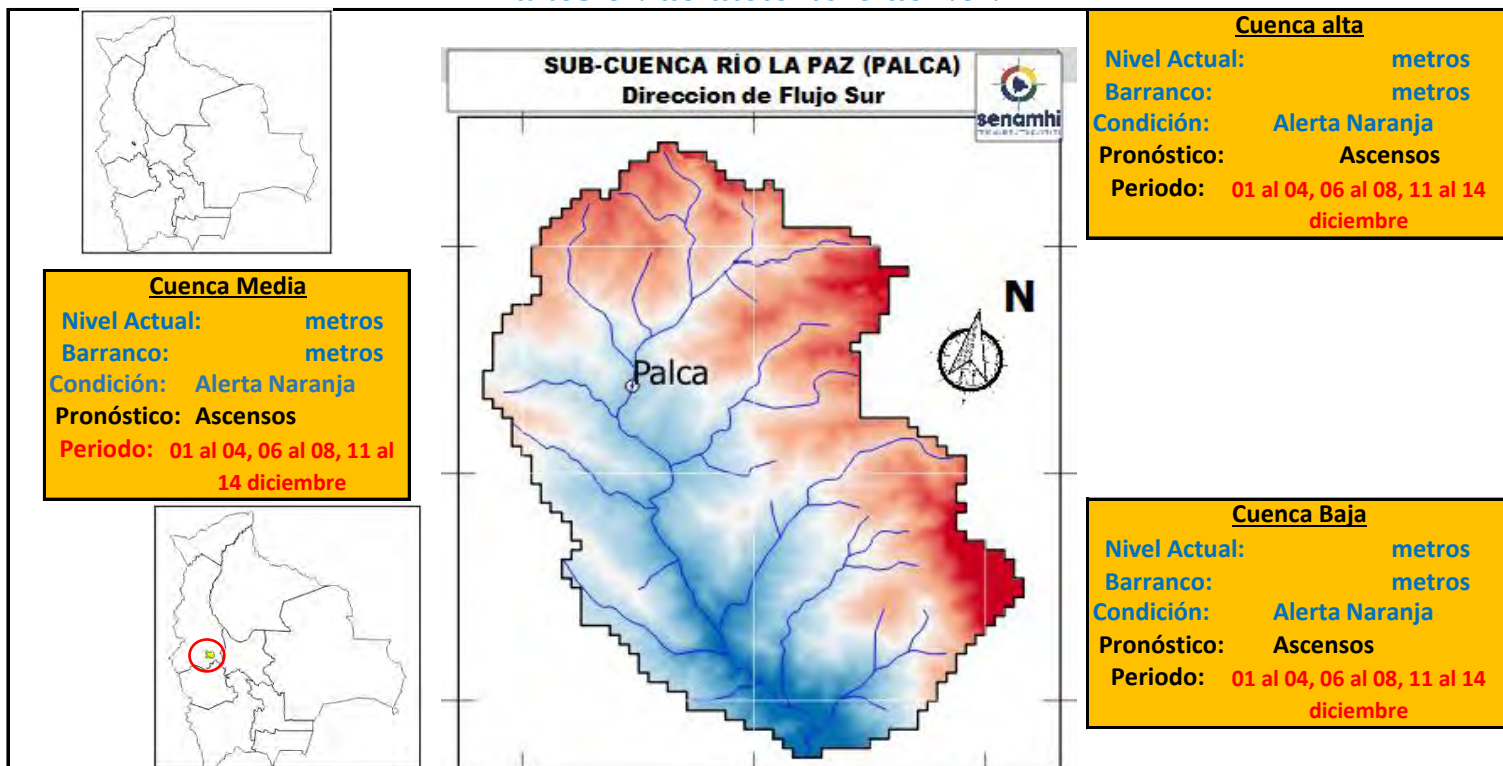 SUB-CUENCA RÍO LA PAZ (PALCA)
Direccion de Flujo Sur
senamhi
Cuenca alta
Nivel Actual: metros
Barranco: metros
Condición: Alerta Naranja
Pronóstico: Ascensos
Periodo: 01 al 04, 06 al 08, 11 al 14
diciembre
Cuenca Media
Nivel Actual: metros
Barranco: metros
Condición: Alerta Naranja
Pronóstico: Ascensos
Periodo: 01 al 04, 06 al 08, 11 al
14 diciembre
N
Palca
Cuenca Baja
Nivel Actual: metros
Barranco: metros
Condición: Alerta Naranja
Pronóstico: Ascensos
Periodo: 01 al 04, 06 al 08, 11 al 14
diciembre